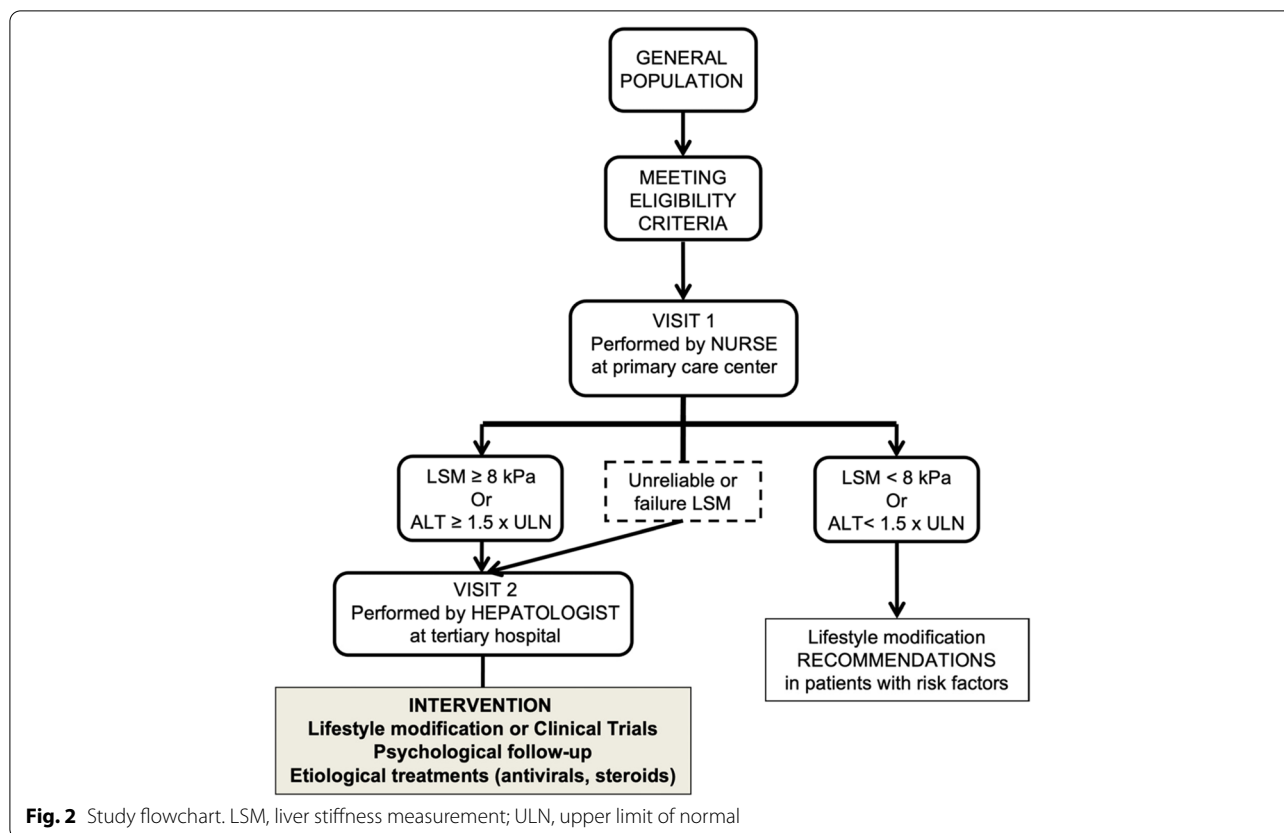 GENERAL
POPULATION
MEETING
ELIGIBILITY
CRITERIA
VISIT 1
Performed by NURSE
at primary care center
LSM ≥ 8 kPa
Or
ALT ≥ 1.5 x ULN
Unreliable or
failure LSM
LSM < 8 kPa
Or
ALT< 1.5 x ULN
VISIT 2
Performed by HEPATOLOGIST
at tertiary hospital
Lifestyle modification
RECOMMENDATIONS
in patients with risk factors
INTERVENTION
Lifestyle modification or Clinical Trials
Psychological follow-up
Etiological treatments (antivirals, steroids)
Fig. 2 Study flowchart. LSM, liver stiffness measurement; ULN, upper limit of normal